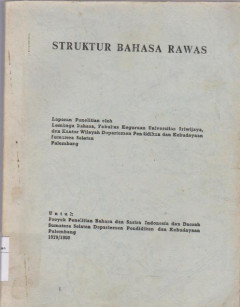 STRUKTUR BAHASA RAWAS
Laporan Penelitian oleh
Lembaga Bahasa, Fakultas Keguruan Universitas Sriwijaya,
dan Kantor Wilayah Departemen Pendidikan dan Kebudayaan
Sumatera Selatan
Palembang
Untuk
Proyek Penelitian Bahasa dan Sastra Indonesia dan Daerah
Sumatera Selatan Departemen Pendidikan dan Kebudayaan
Palembang
1979/1980